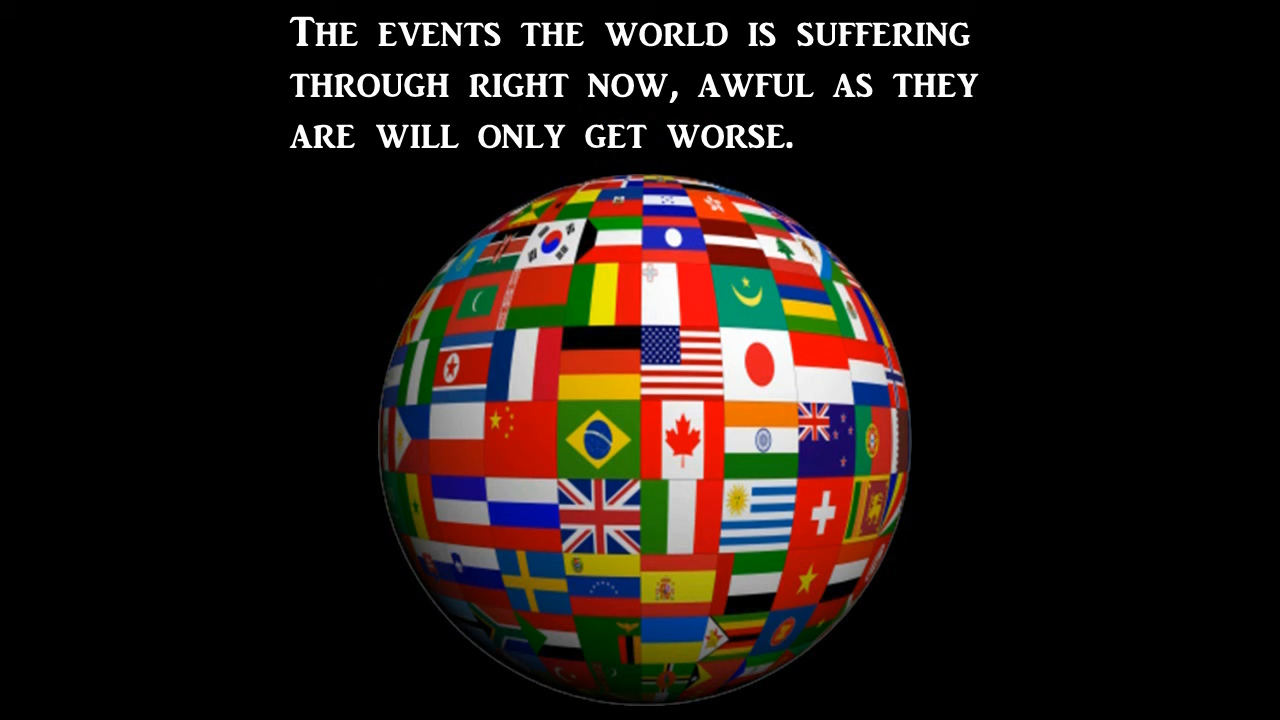 The events the world is suffering
through right now, awful as they
are will only get worse.